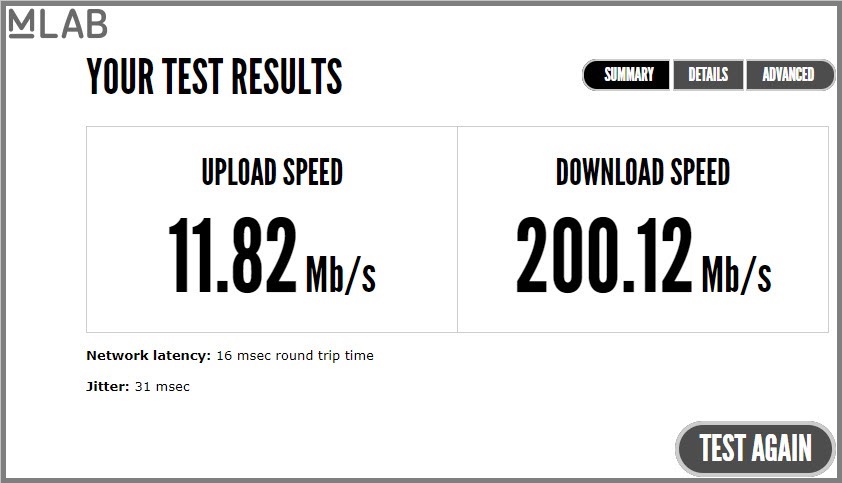 MLAB
YOUR TEST RESULTS
SUMMARY DETAILS ADVANCED
UPLOAD SPEED
11.82 Mb/s
DOWNLOAD SPEED
200.12 Mb/s
Network latency: 16 msec round trip time
Jitter: 31 msec
TEST AGAIN